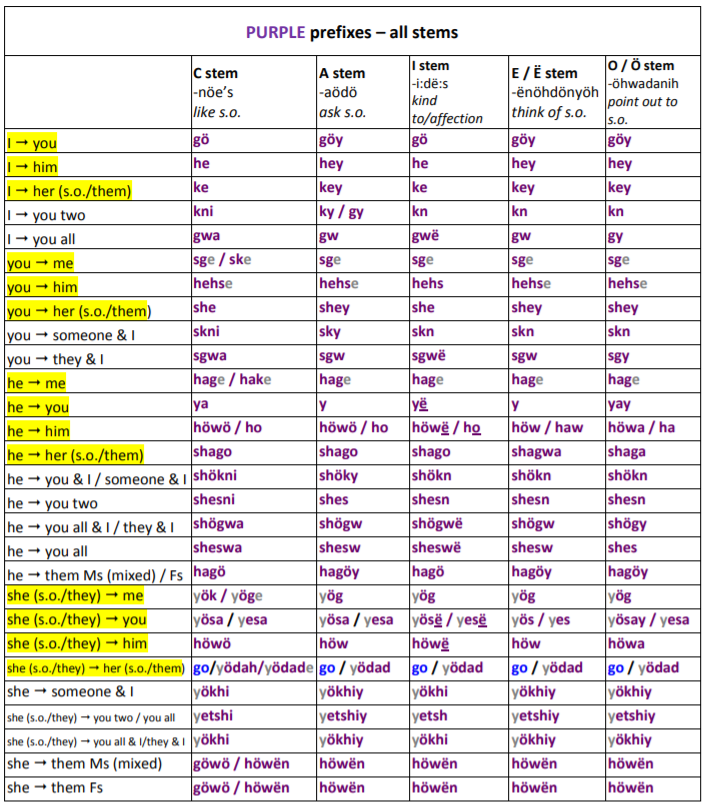 PURPLE prefixes – all stems
C stem -nöe's like s.o. | A stem -aödö ask s.o. | I stem -i:dë:s kind to/affection | E / Ë stem -ënöhdönyöh think of s.o. | O / Ö stem -öhwadanih point out to s.o.
I → you | gö | göy | gö | göy | göy
I → him | he | hey | he | hey | hey
I → her (s.o./them) | ke | key | ke | key | key
I → you two | kni | ky / gy | kn | kn | kn
I → you all | gwa | gw | gwë | gw | gy
you → me | sge / ske | sge | sge | sge | sge
you → him | hehse | hehse | hehs | hehse | hehse
you → her (s.o./them) | she | shey | she | shey | shey
you → someone & I | skni | sky | skn | skn | skn
you → they & I | sgwa | sgw | sgwë | sgw | sgy
he → me | hage / hake | hage | hage | hage | hage
he → you | ya | y | yë | y | yay
he → him | höwö / ho | höwö / ho | höwë / ho | höw / haw | höwa / ha
he → her (s.o./them) | shago | shago | shago | shagwa | shaga
he → you & I / someone & I | shökni | shöky | shökn | shökn | shökn
he → you two | shesni | shes | shesn | shesn | shesn
he → you all & I / they & I | shögwa | shögw | shögwë | shögw | shögy
he → you all | sheswa | shesw | sheswë | shesw | shes
he → them Ms (mixed) / Fs | hagö | hagöy | hagö | hagöy | hagöy
she (s.o./they) → me | yök / yöge | yög | yög | yög | yög
she (s.o./they) → you | yösa / yesa | yösa / yesa | yösë / yesë | yös / yes | yösay / yesa
she (s.o./they) → him | höwö | höw | höwë | höw | höwa
she (s.o./they) → her (s.o./them) | go/yödah/yödade | go / yödad | go / yödad | go / yödad | go / yödad
she → someone & I | yökhi | yökhiy | yökhi | yökhiy | yökhiy
she (s.o./they) → you two / you all | yetshi | yetshiy | yetsh | yetshiy | yetshiy
she (s.o./they) → you all & I/they & I | yökhi | yökhiy | yökhi | yökhiy | yökhiy
she → them Ms (mixed) | göwö / höwën | höwën | höwën | höwën | höwën
she → them Fs | göwö / höwën | höwën | höwën | höwën | höwën